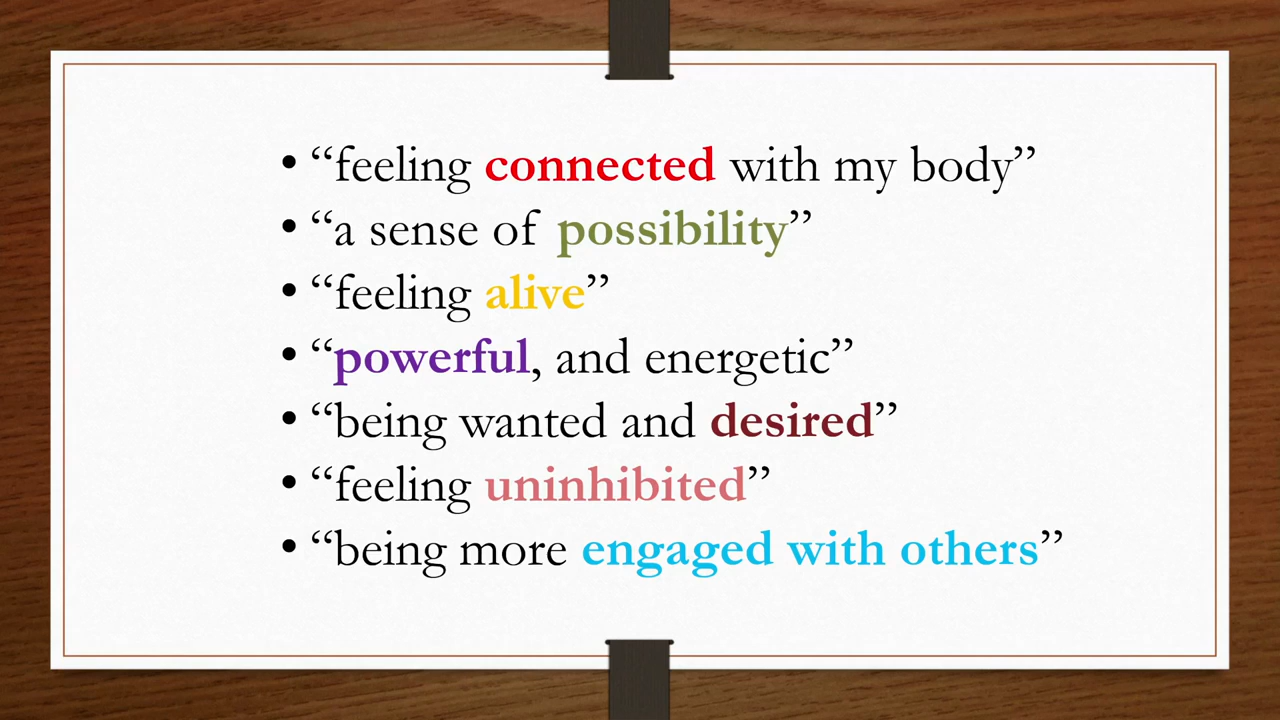 • “feeling connected with my body”
• “a sense of possibility”
• “feeling alive”
• “powerful, and energetic”
• “being wanted and desired”
• “feeling uninhibited”
• “being more engaged with others”